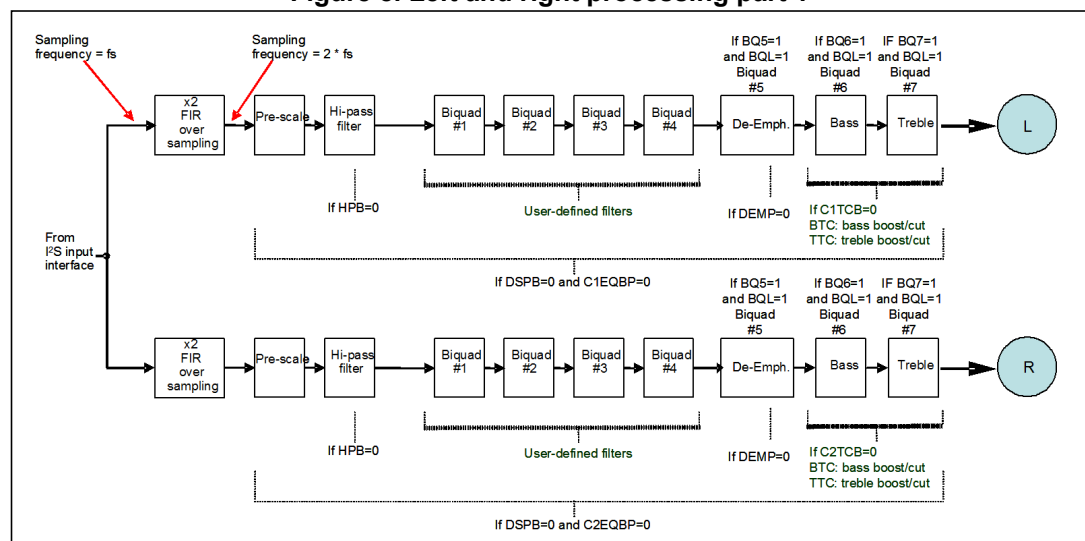 Figure Left and right processing part 1
Sampling
frequency = fs
Sampling
frequency = 2 * fs
If BQ5=1
and BQL=1
Biquad
#5
If BQ6=1
and BQL=1
Biquad
#6
IF BQ7=1
and BQL=1
Biquad
#7
x2
FIR
over
sampling
Pre-scale
Hi-pass
filter
Biquad
#1
Biquad
#2
Biquad
#3
Biquad
#4
De-Emph.
Bass
Treble
L
If HPB=0
User-defined filters
If DEMP=0
If C1TCB=0
BTC: bass boost/cut
TTC: treble boost/cut
From
I²S input
interface
If DSPB=0 and C1EQBP=0
If BQ5=1
and BQL=1
Biquad
#5
If BQ6=1
and BQL=1
Biquad
#6
IF BQ7=1
and BQL=1
Biquad
#7
x2
FIR
over
sampling
Pre-scale
Hi-pass
filter
Biquad
#1
Biquad
#2
Biquad
#3
Biquad
#4
De-Emph.
Bass
Treble
R
If HPB=0
User-defined filters
If DEMP=0
If C2TCB=0
BTC: bass boost/cut
TTC: treble boost/cut
If DSPB=0 and C2EQBP=0